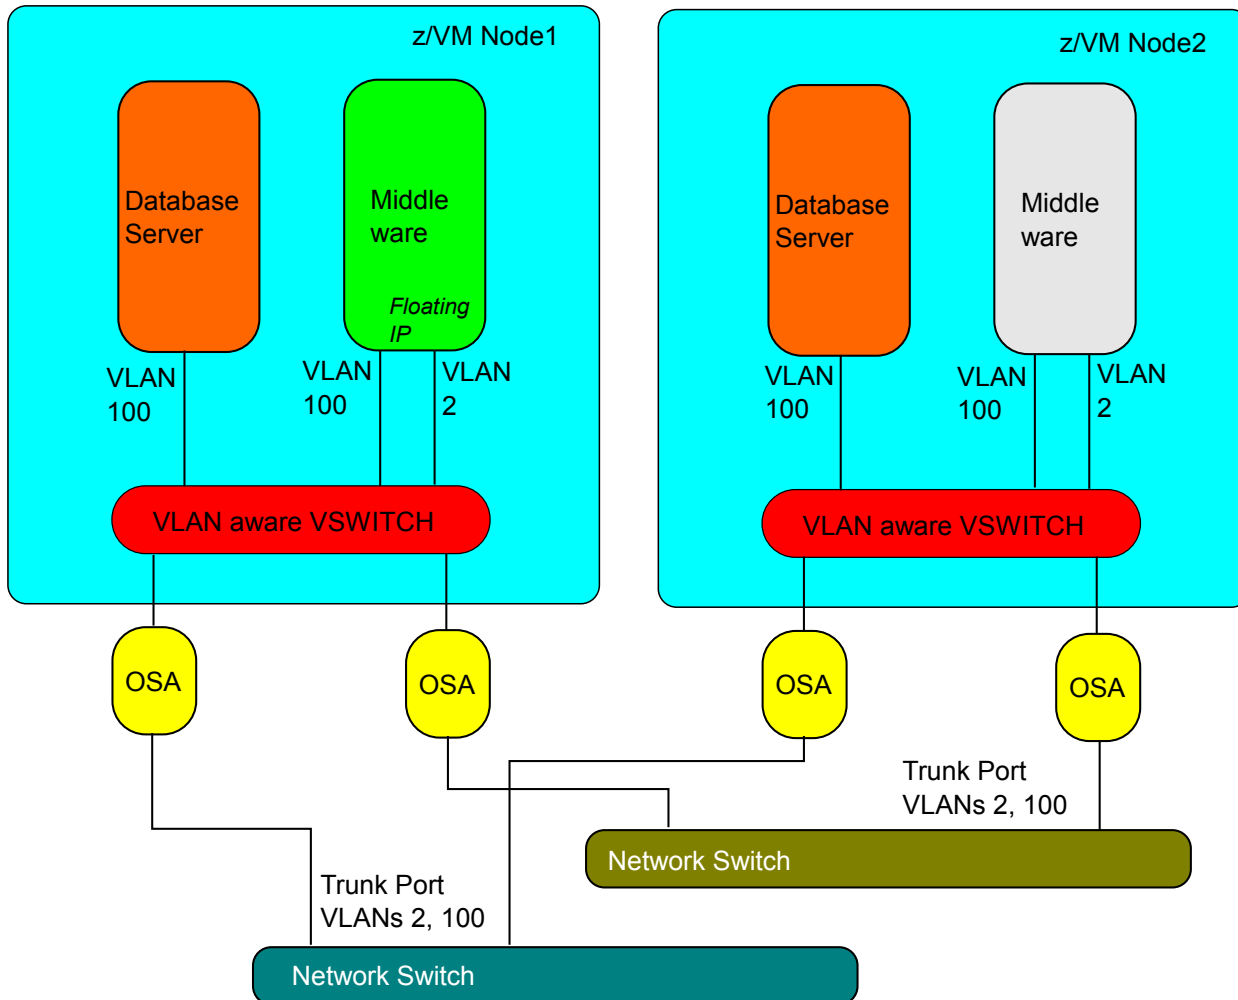 z/VM Node1
Database
Server
Middle
ware
Floating
IP
VLAN
100
VLAN
100
VLAN
2
VLAN aware VSWITCH
OSA
OSA
z/VM Node2
Database
Server
Middle
ware
VLAN
100
VLAN
100
VLAN
2
VLAN aware VSWITCH
OSA
OSA
Trunk Port
VLANs 2, 100
Network Switch
Trunk Port
VLANs 2, 100
Network Switch